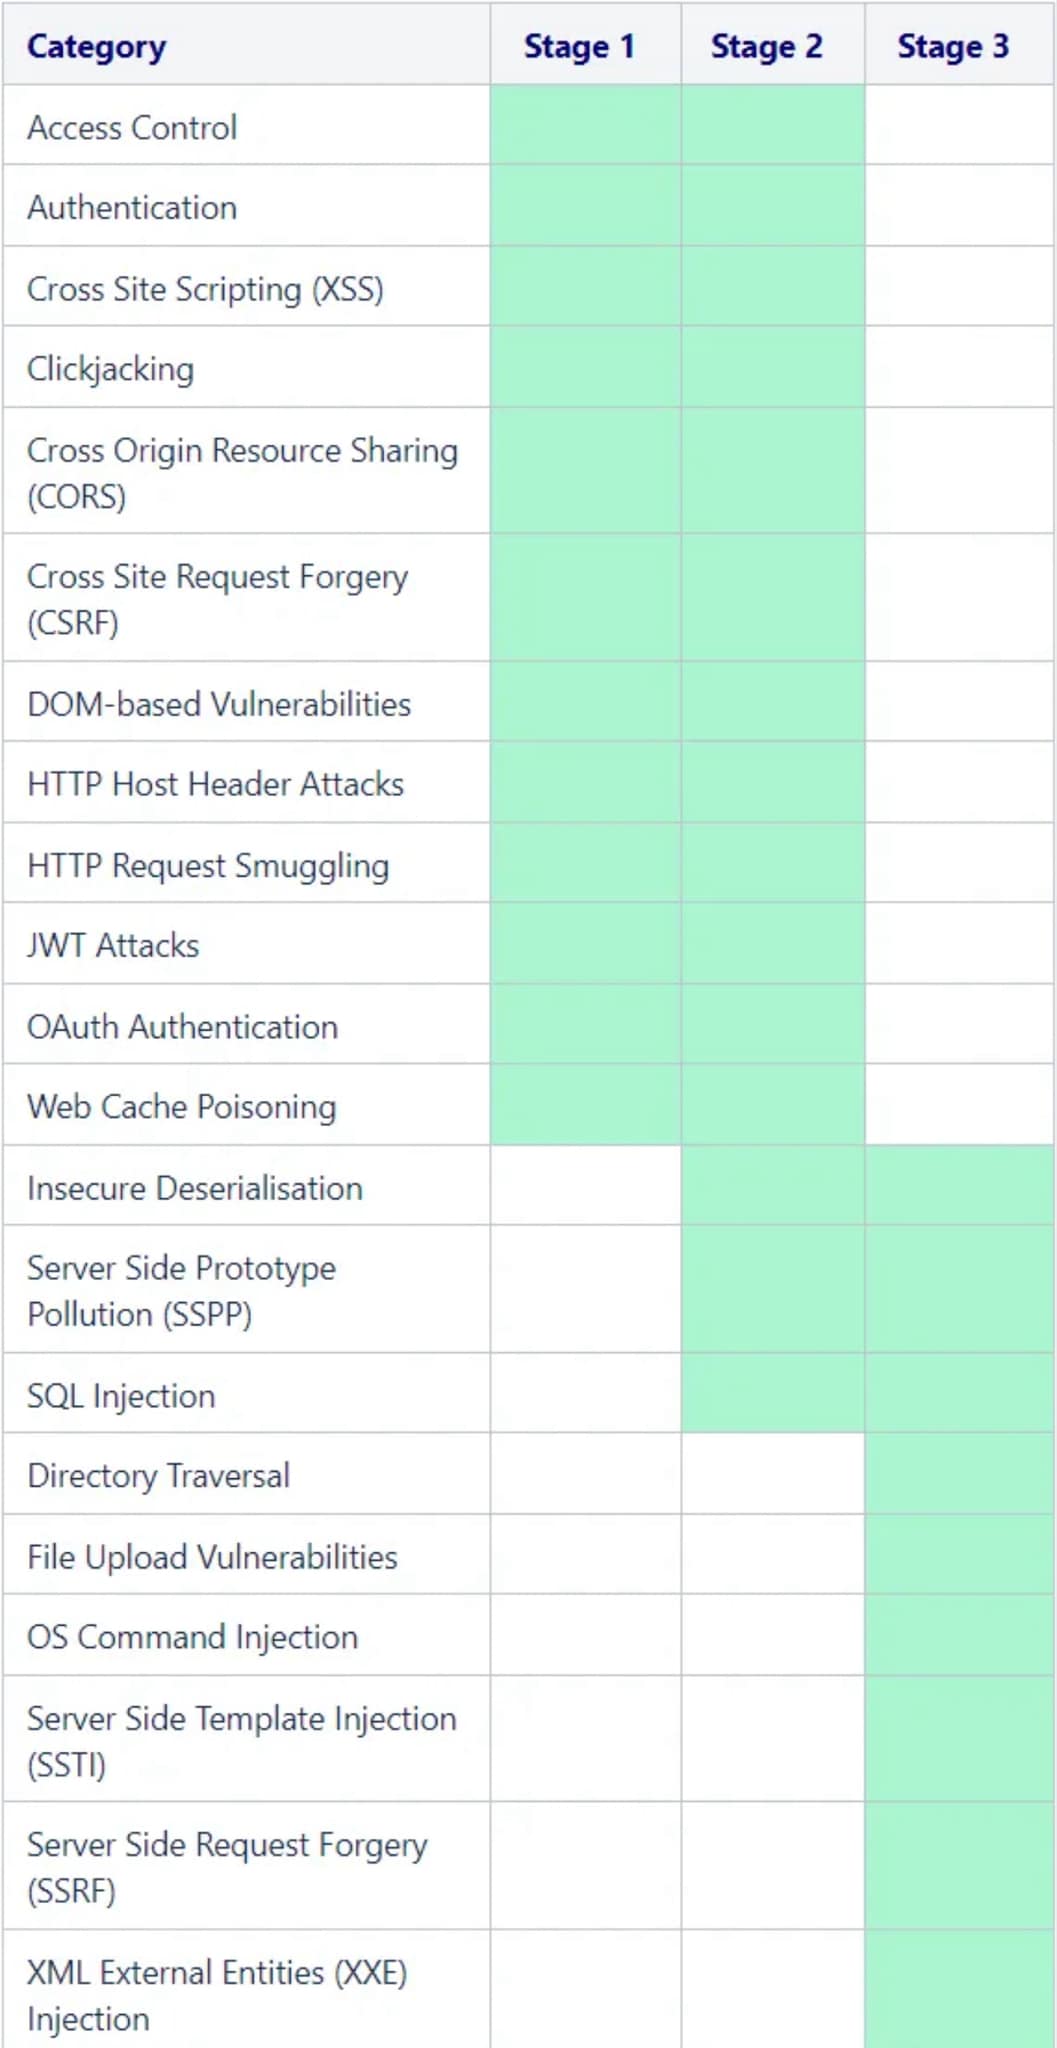 Category Stage 1 Stage 2 Stage 3
Access Control
Authentication
Cross Site Scripting (XSS)
Clickjacking
Cross Origin Resource Sharing
(CORS)
Cross Site Request Forgery
(CSRF)
DOM-based Vulnerabilities
HTTP Host Header Attacks
HTTP Request Smuggling
JWT Attacks
OAuth Authentication
Web Cache Poisoning
Insecure Deserialisation
Server Side Prototype
Pollution (SSPP)
SQL Injection
Directory Traversal
File Upload Vulnerabilities
OS Command Injection
Server Side Template Injection
(SSTI)
Server Side Request Forgery
(SSRF)
XML External Entities (XXE)
Injection